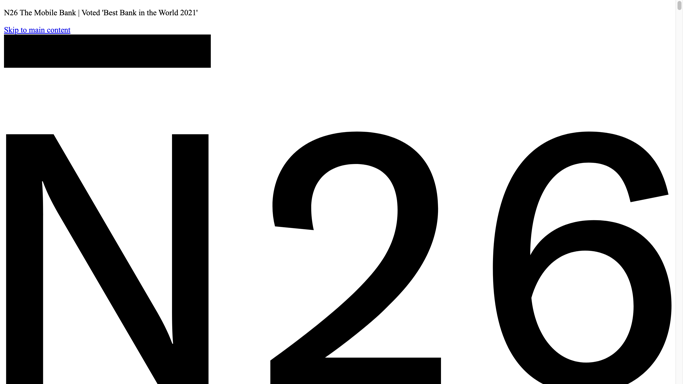 N26 The Mobile Bank | Voted 'Best Bank in the World 2021'
Skip to main content
N26